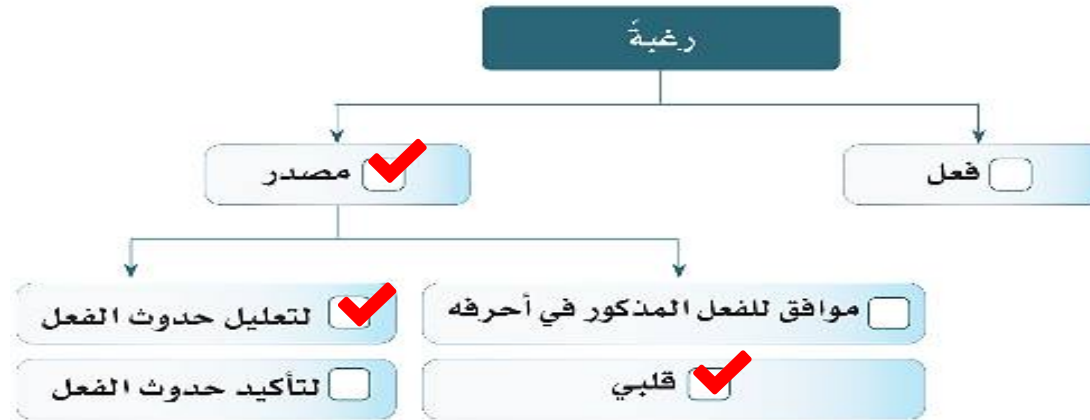 رغبةً
فعل
مصدر
موافق للفعل المذكور في أحرفه
لتعليل حدوث الفعل
قلبي
لتأكيد حدوث الفعل